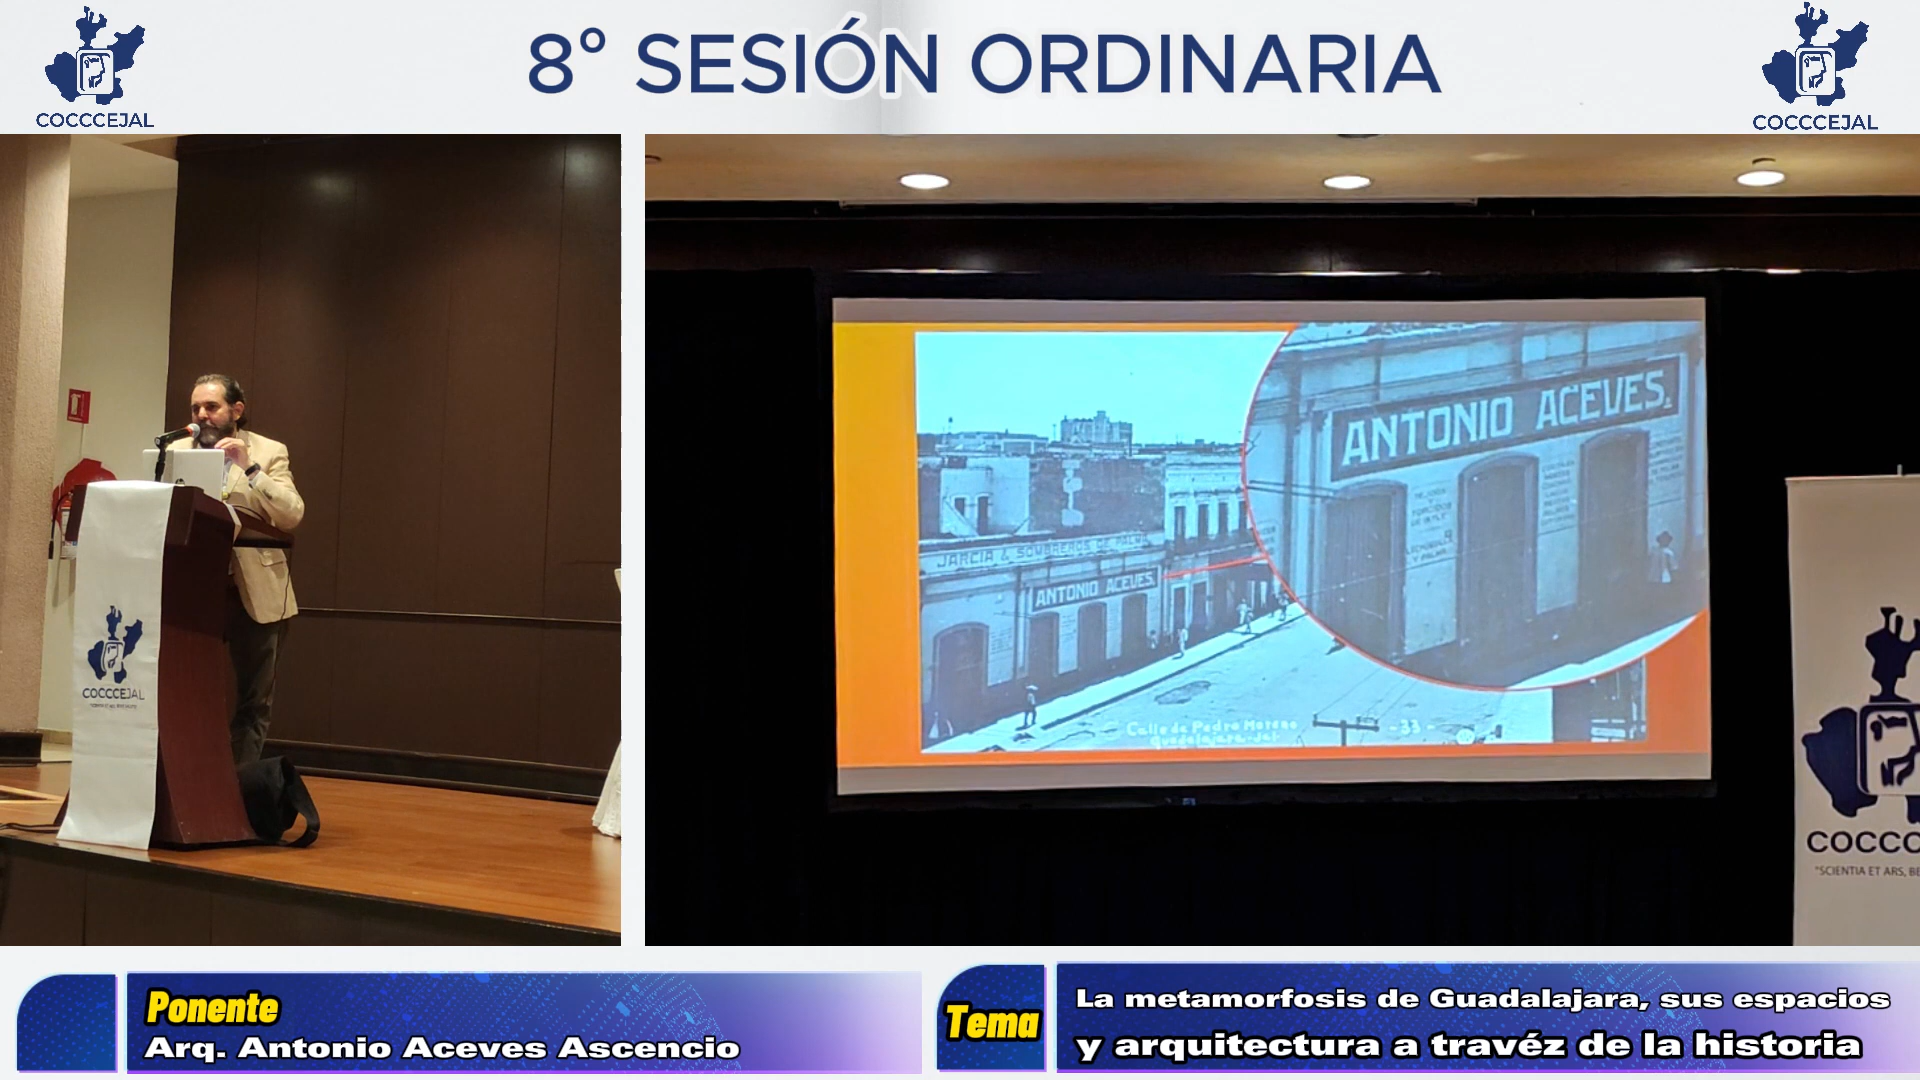 8° SESIÓN ORDINARIA
COCCCEJAL
COCCCEJAL
COCCCEJAL
JARCIA & SOMBREROS DE PALMA
ANTONIO ACEVES.
ANTONIO ACEVES.
Calle de Pedro Moreno
Guadalajara-Jal.
-33-
COCCC
"SCIENTIA ET ARS, BE
Ponente
Arq. Antonio Aceves Ascencio
Tema
La metamorfosis de Guadalajara, sus espacios
y arquitectura a travéz de la historia